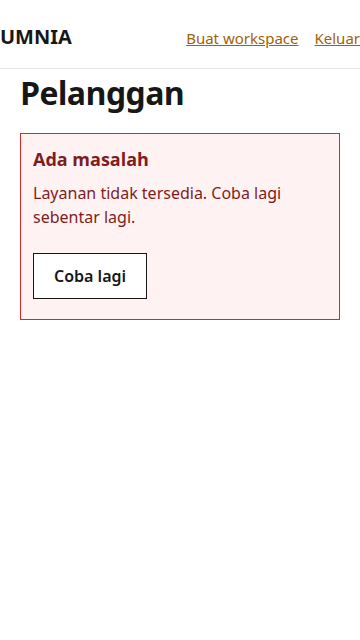 UMNIA
Buat workspace
Keluar
Pelanggan
Ada masalah
Layanan tidak tersedia. Coba lagi
sebentar lagi.
Coba lagi